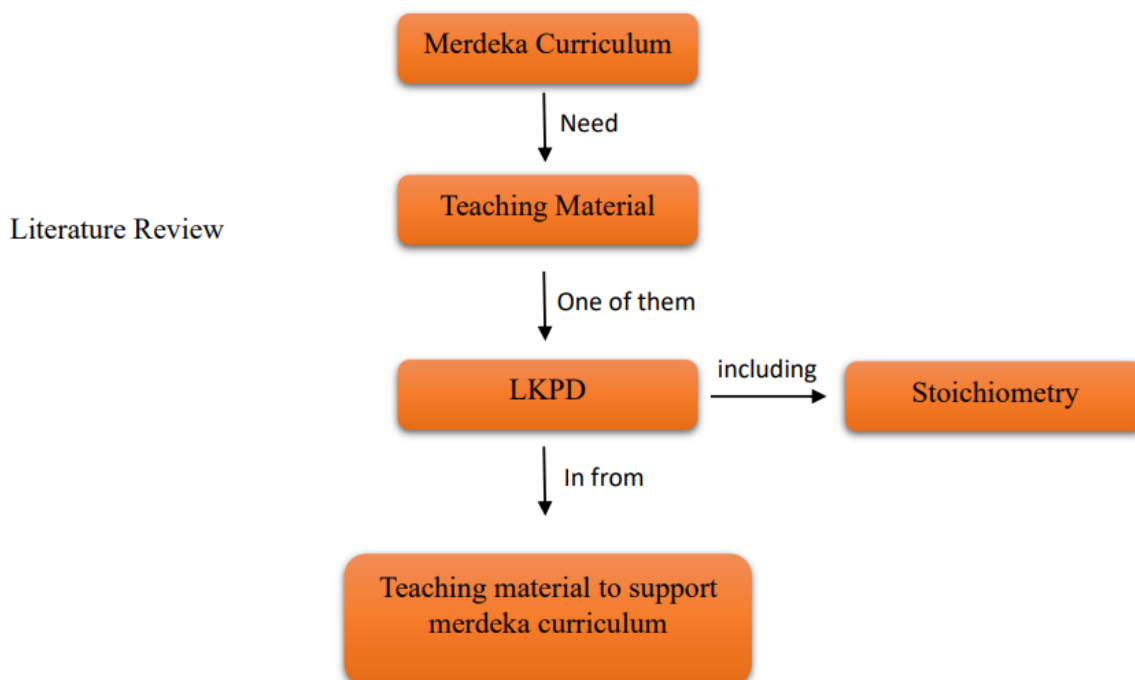 Merdeka Curriculum
Need
Teaching Material
Literature Review
One of them
including
LKPD
Stoichiometry
In from
Teaching material to support
merdeka curriculum